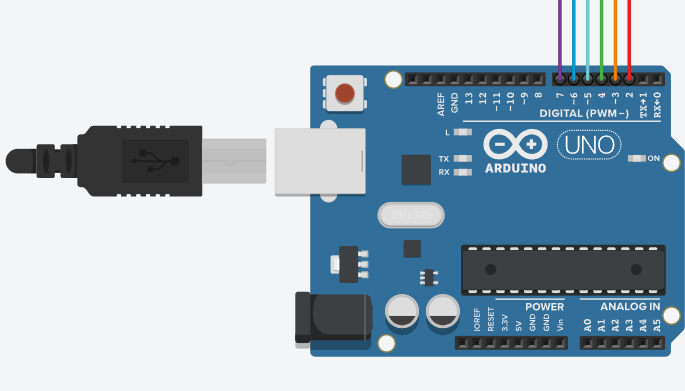 AREF
GND
13
12
~11
~10
~9
8
7
~6
~5
4
~3
2
TX→1
RX←0
DIGITAL (PWM~)
L
TX
RX
ARDUINO
UNO
ON
POWER
ANALOG IN
IOREF
RESET
3.3V
5V
GND
GND
Vin
A0
A1
A2
A3
A4
A5